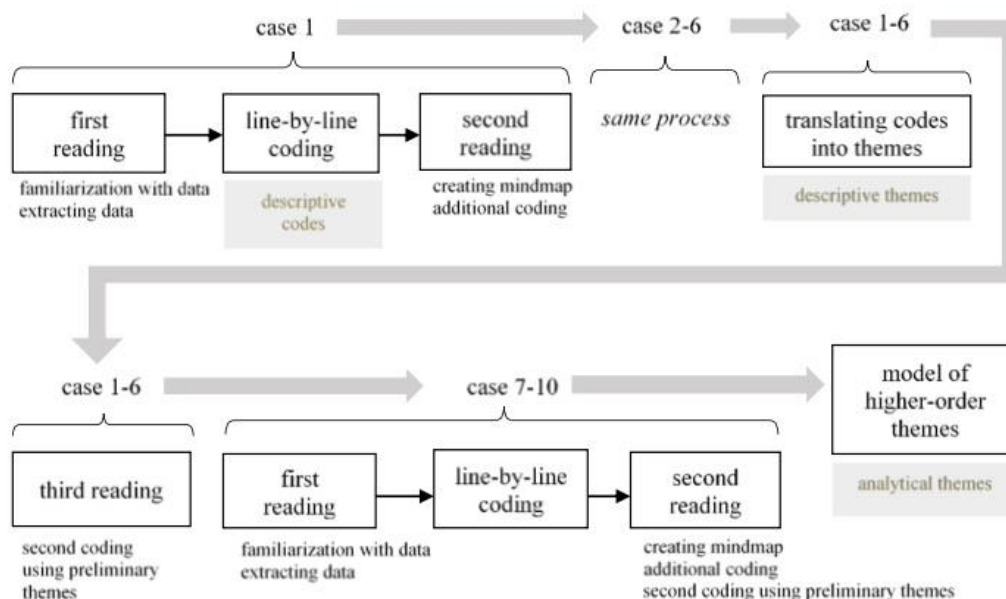 case 1
case 2-6
case 1-6
first
reading
line-by-line
coding
second
reading
same process
translating codes
into themes
familiarization with data
extracting data
descriptive
codes
creating mindmap
additional coding
descriptive themes
case 1-6
case 7-10
model of
higher-order
themes
third reading
first
reading
line-by-line
coding
second
reading
analytical themes
second coding
using preliminary
themes
familiarization with data
extracting data
creating mindmap
additional coding
second coding using preliminary themes